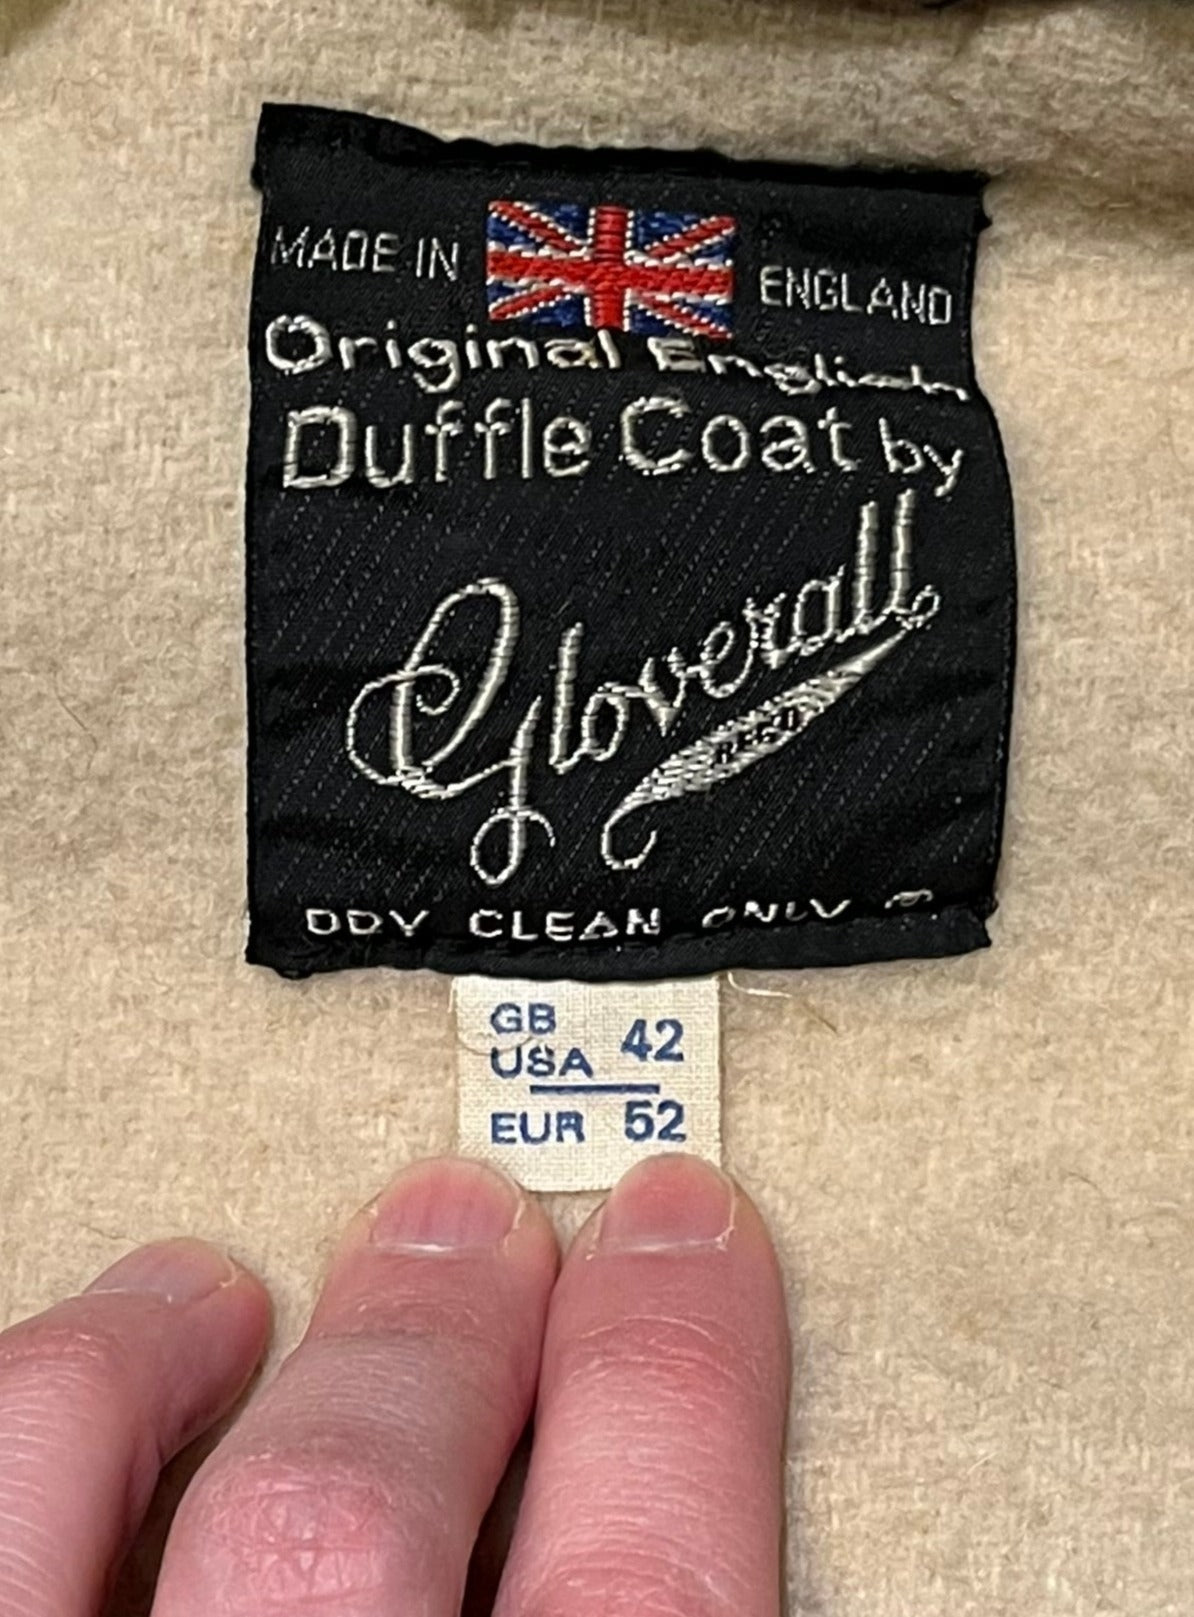 MADE IN ENGLAND
Original English
Duffle Coat by
Gloverall
REGD
DRY CLEAN ONLY
GB
USA 42
EUR 52